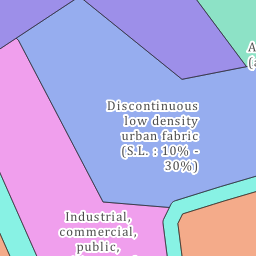 Discontinuous
low density
urban fabric
(S.L. : 10% -
30%)
Industrial,
commercial,
public,
A
(a